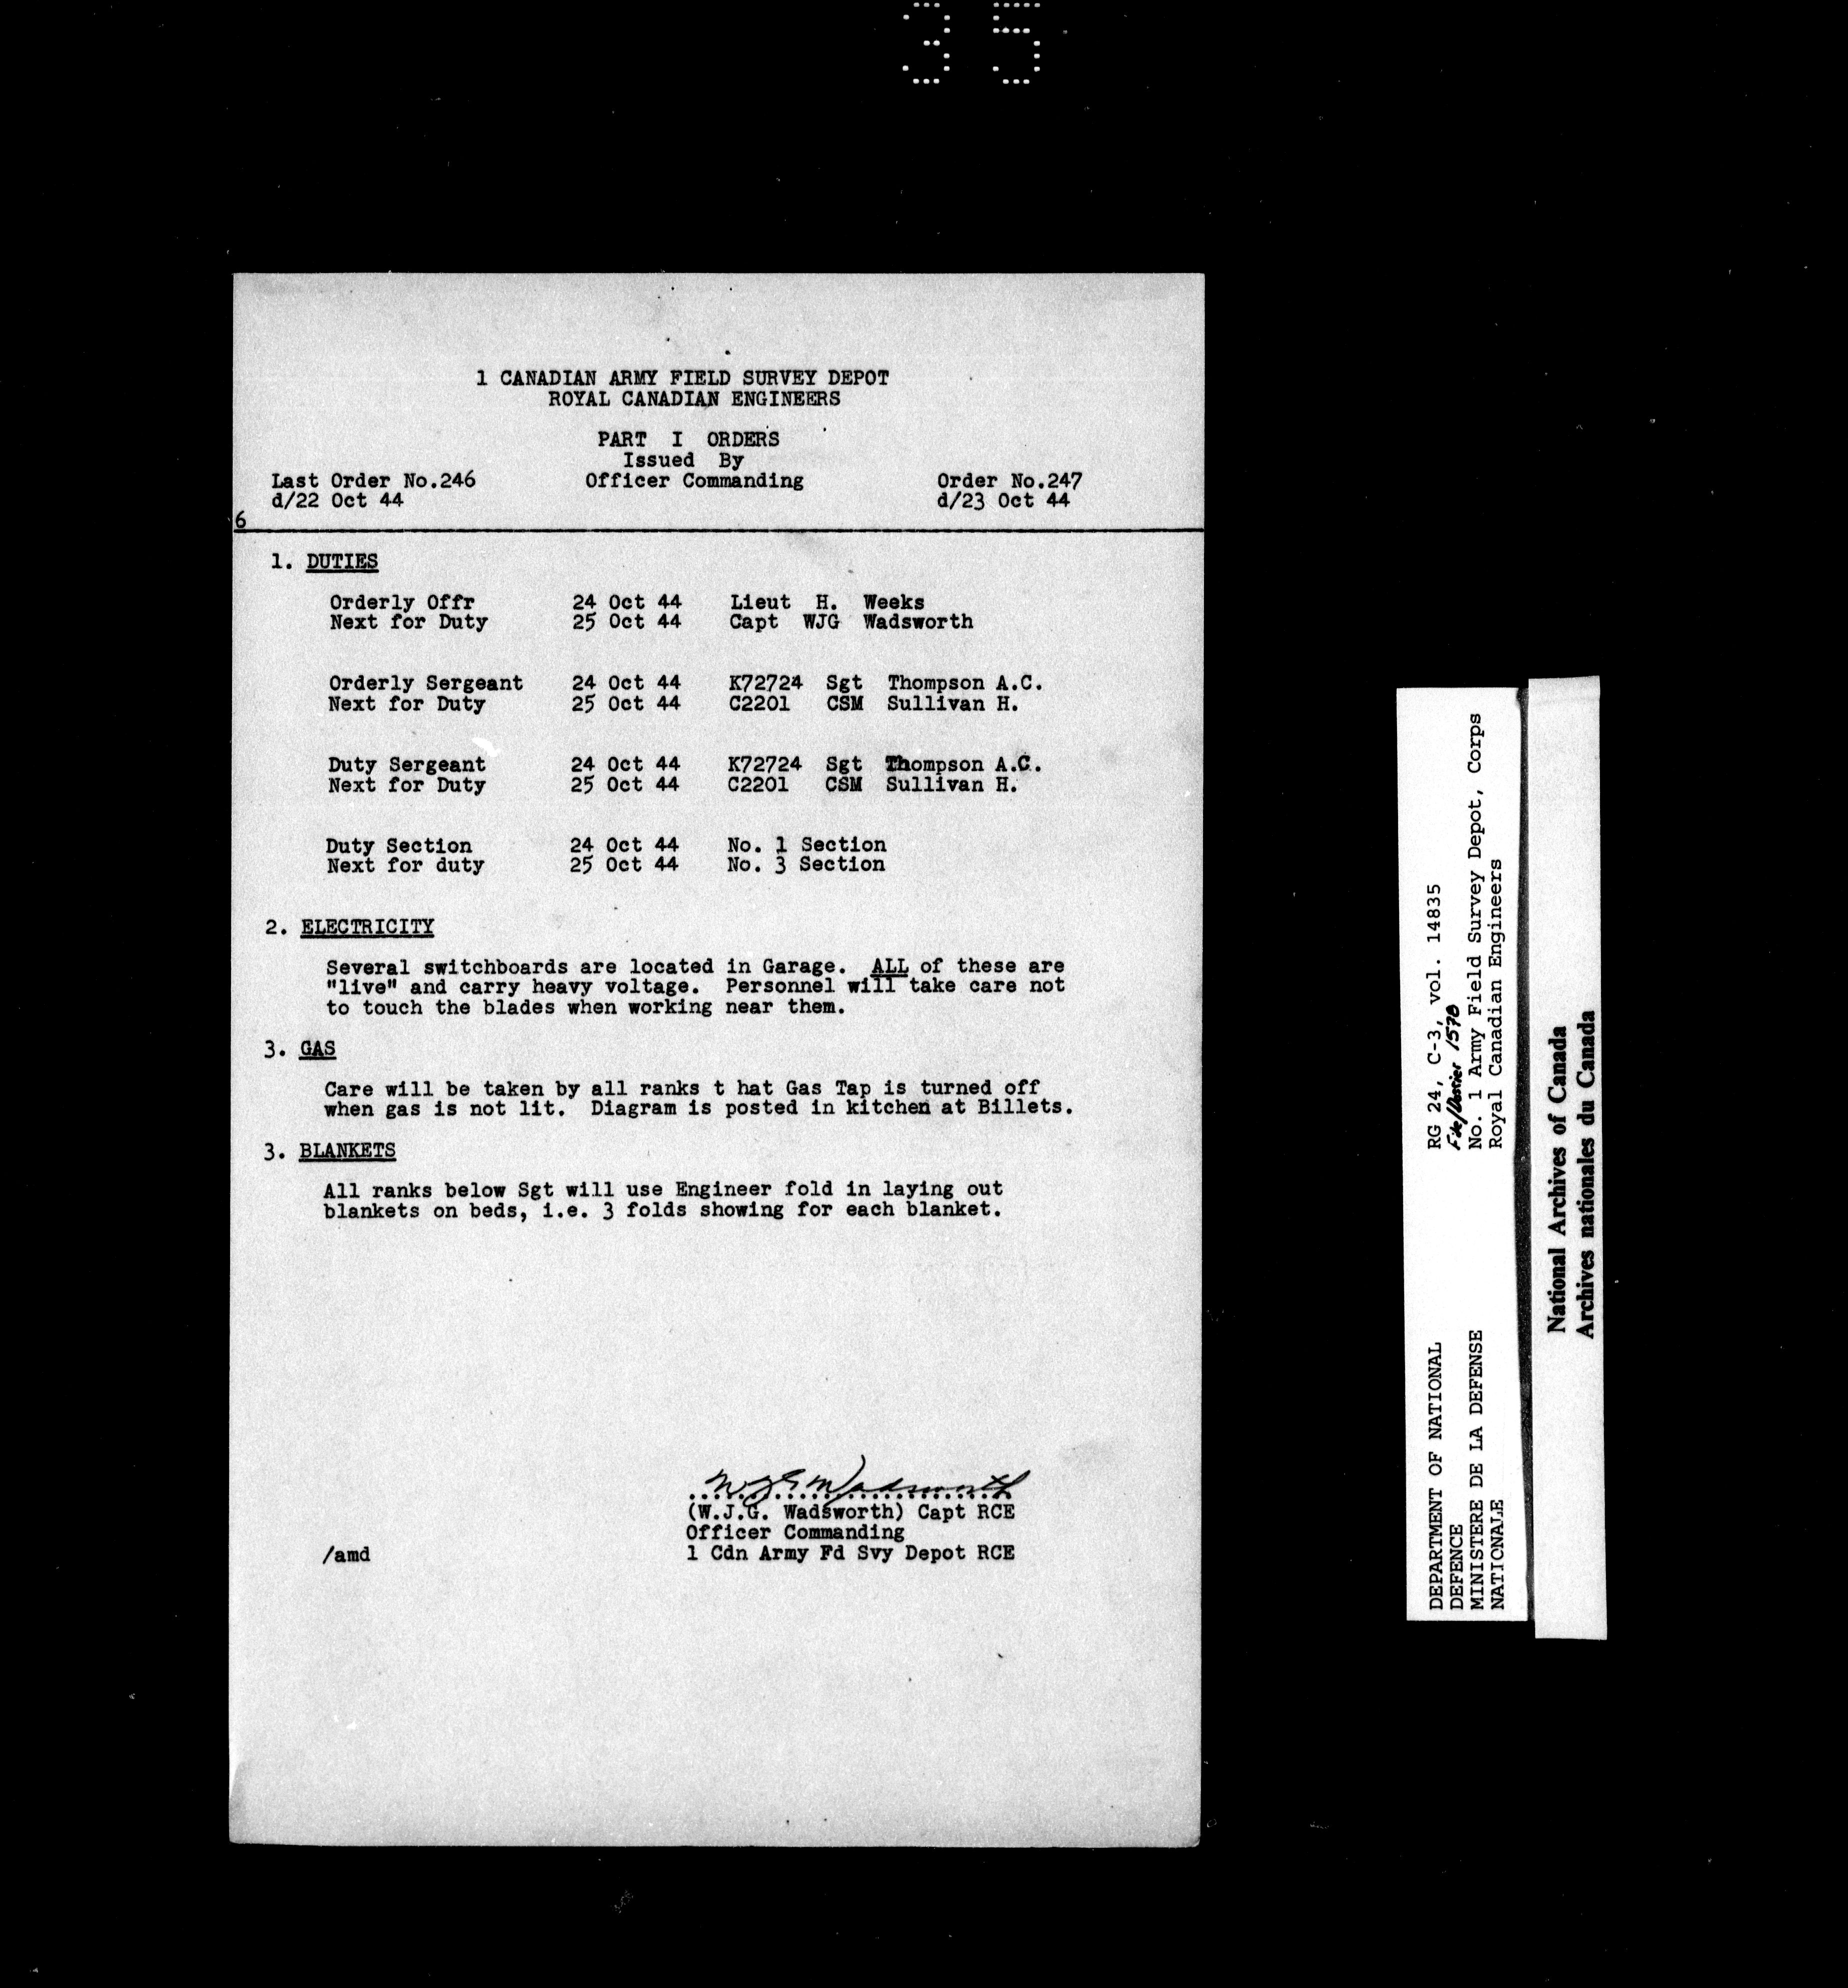 35
1 CANADIAN ARMY FIELD SURVEY DEPOT
ROYAL CANADIAN ENGINEERS
PART I ORDERS
Issued By
Last Order No.246 Officer Commanding Order No.247
d/22 Oct 44 d/23 Oct 44
6
1. DUTIES
Orderly Offr 24 Oct 44 Lieut H. Weeks
Next for Duty 25 Oct 44 Capt WJG Wadsworth
Orderly Sergeant 24 Oct 44 K72724 Sgt Thompson A.C.
Next for Duty 25 Oct 44 C2201 CSM Sullivan H.
Duty Sergeant 24 Oct 44 K72724 Sgt Thompson A.C.
Next for Duty 25 Oct 44 C2201 CSM Sullivan H.
Duty Section 24 Oct 44 No. 1 Section
Next for duty 25 Oct 44 No. 3 Section
2. ELECTRICITY
Several switchboards are located in Garage. ALL of these are
"live" and carry heavy voltage. Personnel will take care not
to touch the blades when working near them.
3. GAS
Care will be taken by all ranks t hat Gas Tap is turned off
when gas is not lit. Diagram is posted in kitchen at Billets.
3. BLANKETS
All ranks below Sgt will use Engineer fold in laying out
blankets on beds, i.e. 3 folds showing for each blanket.
WJG Wadsworth
(W.J.G. Wadsworth) Capt RCE
Officer Commanding
/amd 1 Cdn Army Fd Svy Depot RCE
DEPARTMENT OF NATIONAL
DEFENCE
MINISTERE DE LA DEFENSE
NATIONALE
RG 24, C-3, vol. 14835
File/Dossier 1578
No. 1 Army Field Survey Depot, Corps
Royal Canadian Engineers
National Archives of Canada
Archives nationales du Canada